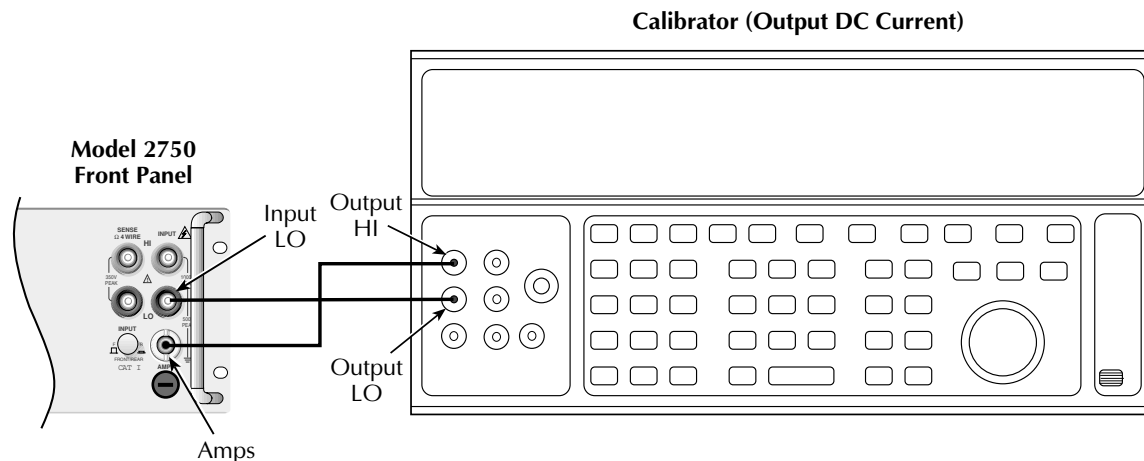 Calibrator (Output DC Current)
Model 2750
Front Panel
Input
LO
Output
HI
SENSE
Ω 4 WIRE
INPUT
HI
350V
PEAK
LO
INPUT
FRONT/REAR
CAT I
Output
LO
Amps